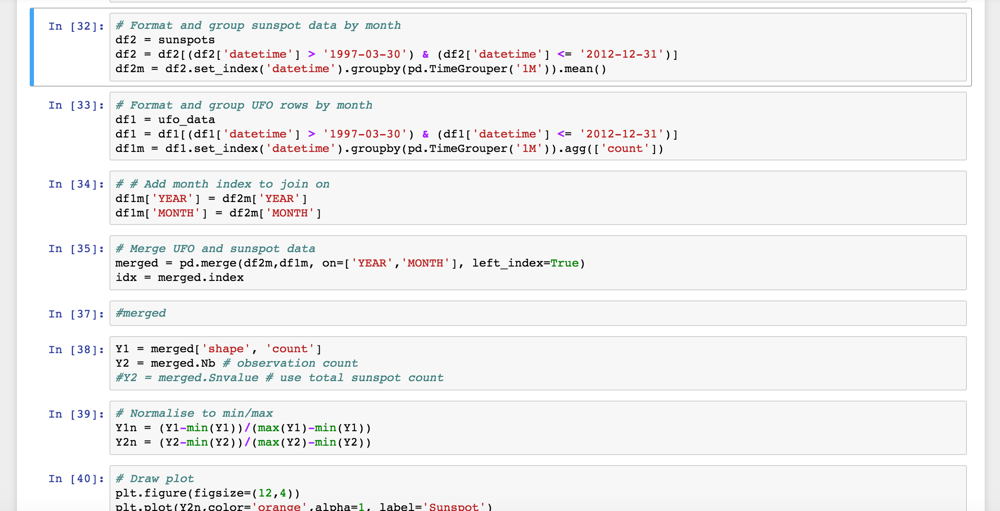 In [32]:
# Format and group sunspot data by month
df2 = sunspots
df2 = df2[(df2['datetime'] > '1997-03-30') & (df2['datetime'] <= '2012-12-31')]
df2m = df2.set_index('datetime').groupby(pd.TimeGrouper('1M')).mean()
In [33]:
# Format and group UFO rows by month
df1 = ufo_data
df1 = df1[(df1['datetime'] > '1997-03-30') & (df1['datetime'] <= '2012-12-31')]
df1m = df1.set_index('datetime').groupby(pd.TimeGrouper('1M')).agg(['count'])
In [34]:
# # Add month index to join on
df1m['YEAR'] = df2m['YEAR']
df1m['MONTH'] = df2m['MONTH']
In [35]:
# Merge UFO and sunspot data
merged = pd.merge(df2m,df1m, on=['YEAR','MONTH'], left_index=True)
idx = merged.index
In [37]:
#merged
In [38]:
Y1 = merged['shape', 'count']
Y2 = merged.Nb # observation count
#Y2 = merged.Snvalue # use total sunspot count
In [39]:
# Normalise to min/max
Y1n = (Y1-min(Y1))/(max(Y1)-min(Y1))
Y2n = (Y2-min(Y2))/(max(Y2)-min(Y2))
In [40]:
# Draw plot
plt.figure(figsize=(12,4))
plt.plot(Y2n,color='orange',alpha=1, label='Sunspot')